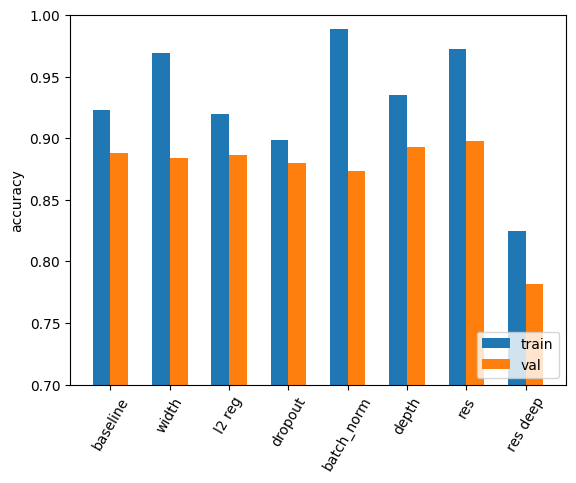 1.00
0.95
0.90
0.85
0.80
0.75
0.70
accuracy
baseline
width
l2 reg
dropout
batch_norm
depth
res
res deep
train
val